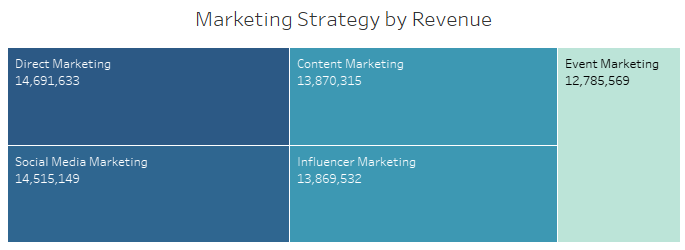 Marketing Strategy by Revenue
Direct Marketing
14,691,633
Social Media Marketing
14,515,149
Content Marketing
13,870,315
Influencer Marketing
13,869,532
Event Marketing
12,785,569